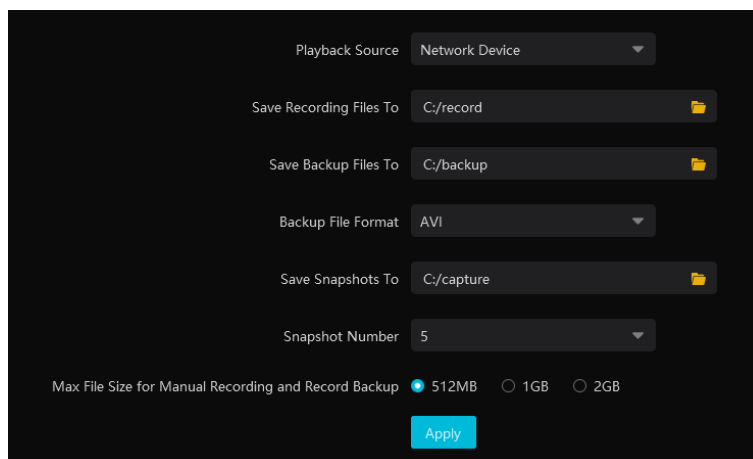 Playback Source Network Device
Save Recording Files To C:/record
Save Backup Files To C:/backup
Backup File Format AVI
Save Snapshots To C:/capture
Snapshot Number 5
Max File Size for Manual Recording and Record Backup 512MB 1GB 2GB
Apply